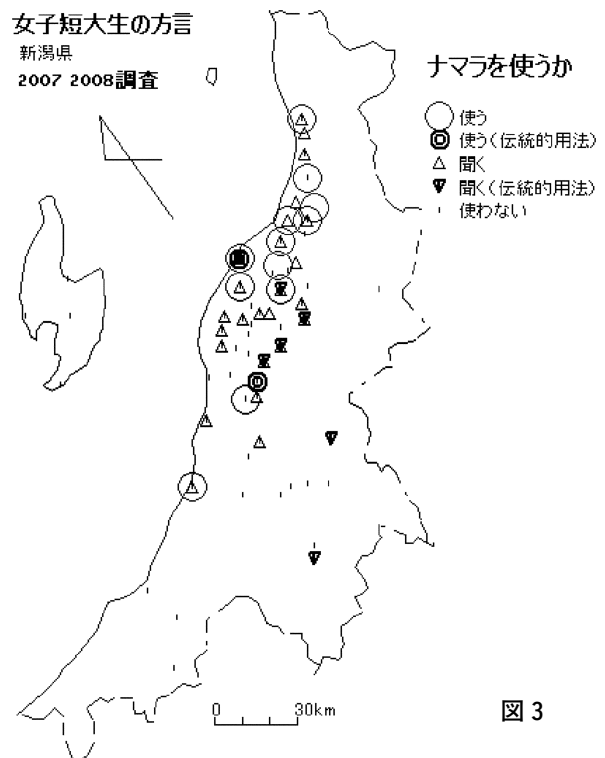 女子短大生の方言
新潟県
2007 2008調査
ナマラを使うか
使う
使う(伝統的用法)
聞く
聞く(伝統的用法)
使わない
0 30km
図3